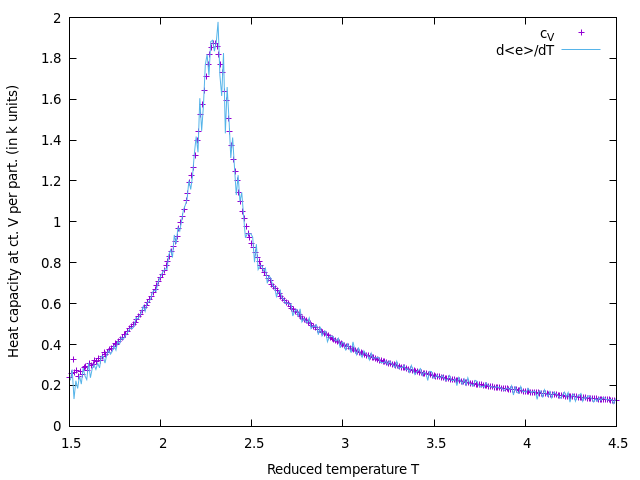 2
1.8
1.6
1.4
1.2
1
0.8
0.6
0.4
0.2
0
1.5 2 2.5 3 3.5 4 4.5
Heat capacity at ct. V per part. (in k units)
Reduced temperature T
cV
d<e>/dT